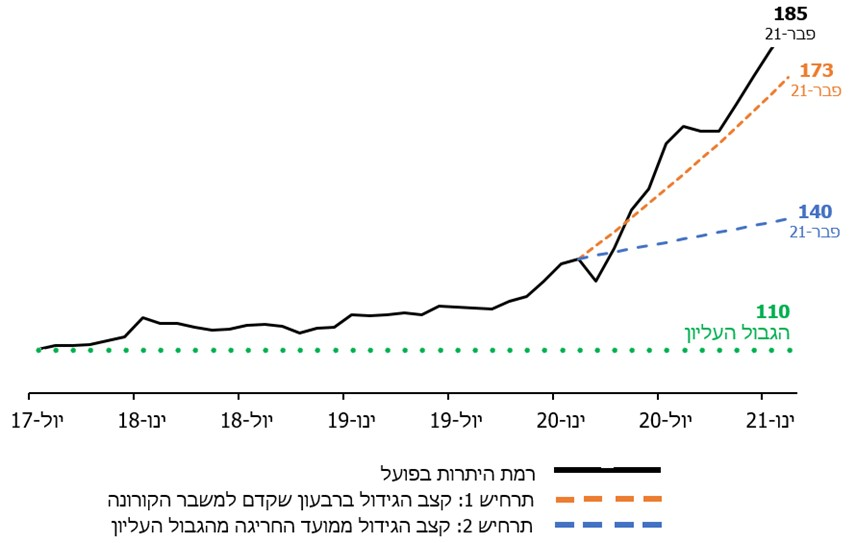 185
פבר-21
173
פבר-21
140
פבר-21
110
הגבול העליון
יול-17
ינו-18
יול-18
ינו-19
יול-19
ינו-20
יול-20
ינו-21
רמת היתרות בפועל
תרחיש 1: קצב הגידול ברבעון שקדם למשבר הקורונה
תרחיש 2: קצב הגידול ממועד החריגה מהגבול העליון